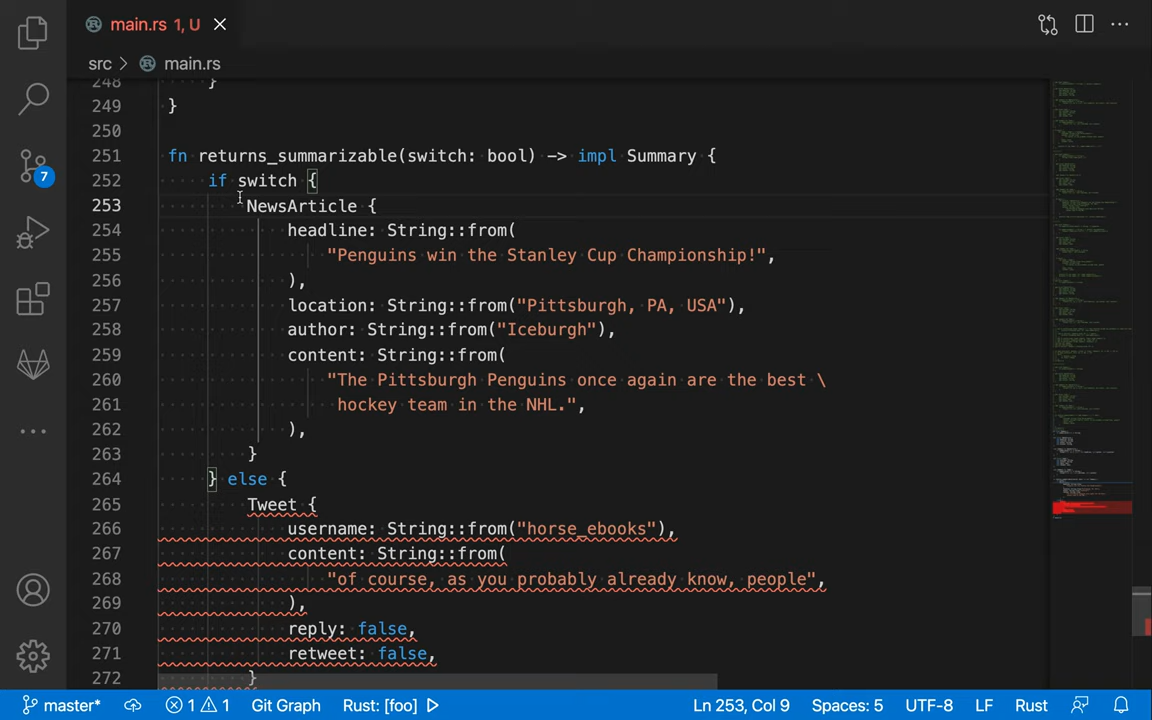 main.rs 1, U
src > main.rs
248 }
249 }
250
251 fn returns_summarizable(switch: bool) -> impl Summary {
252 if switch {
253 NewsArticle {
254 headline: String::from(
255 "Penguins win the Stanley Cup Championship!",
256 ),
257 location: String::from("Pittsburgh, PA, USA"),
258 author: String::from("Iceburgh"),
259 content: String::from(
260 "The Pittsburgh Penguins once again are the best \
261 hockey team in the NHL.",
262 ),
263 }
264 } else {
265 Tweet {
266 username: String::from("horse_ebooks"),
267 content: String::from(
268 "of course, as you probably already know, people",
269 ),
270 reply: false,
271 retweet: false,
272 }
7
master* 1 1 Git Graph Rust: [foo] Ln 253, Col 9 Spaces: 5 UTF-8 LF Rust